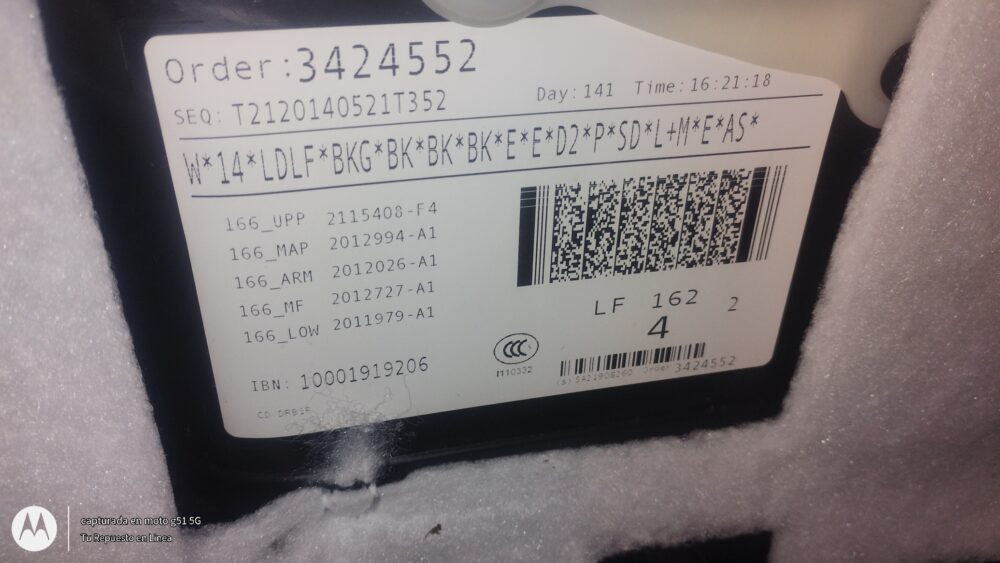 Order:3424552
SEQ: T2120140521T352 Day:141 Time:16:21:18
W*14*LDLF*BKG*BK*BK*BK*E*E*D2*P*SD*L+M*E*AS*
166_UPP 2115408-F4
166_MAP 2012994-A1
166_ARM 2012026-A1
166_MF 2012727-A1
166_LOW 2011979-A1
LF 162 2
4
IBN: 10001919206
CCC
Order 3424552
capturada en moto g51 5G
Tu Repuesto en Linea